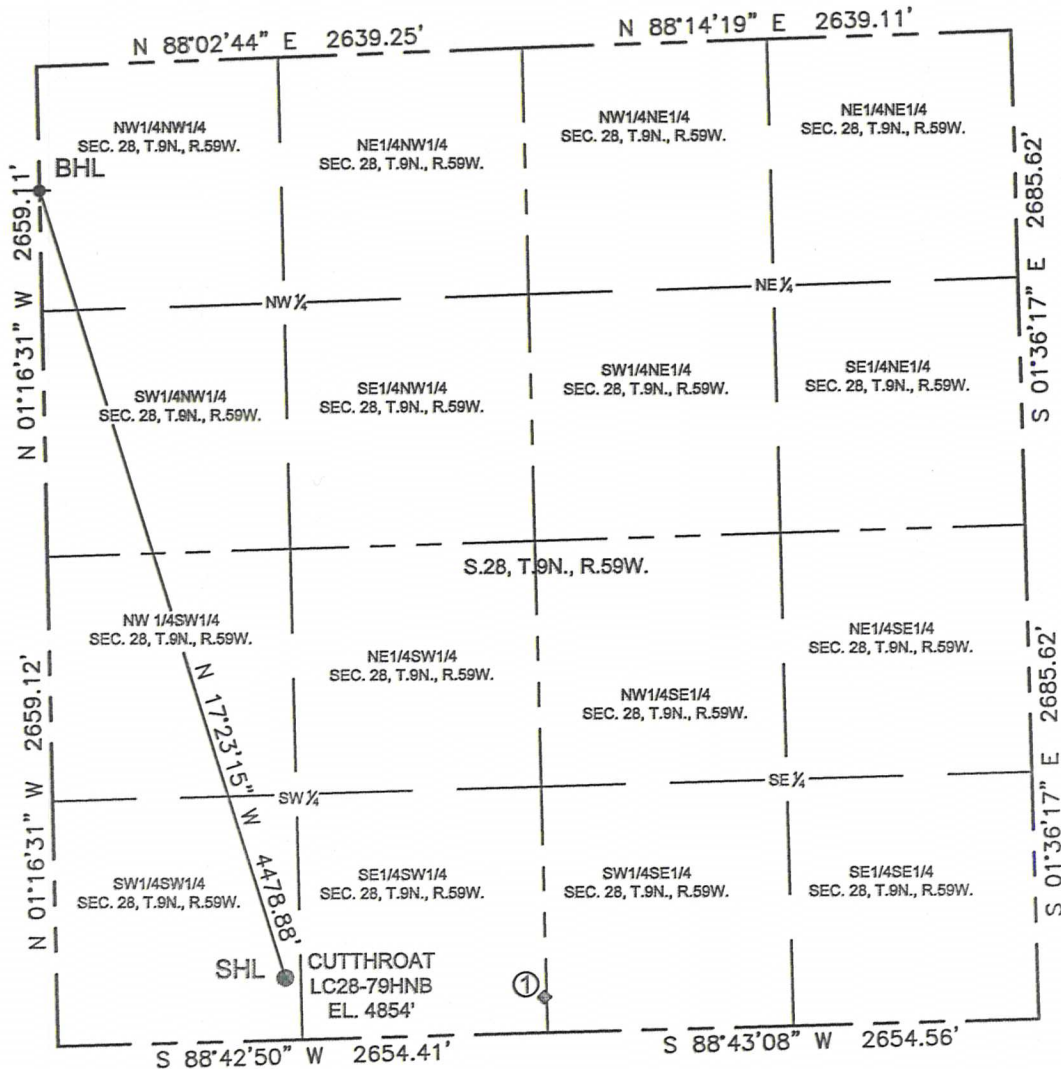 N 88°02'44" E 2639.25'
N 88°14'19" E 2639.11'
NW1/4NW1/4
SEC. 28, T.9N., R.59W.
NE1/4NW1/4
SEC. 28, T.9N., R.59W.
NW1/4NE1/4
SEC. 28, T.9N., R.59W.
NE1/4NE1/4
SEC. 28, T.9N., R.59W.
BHL
N 01°16'31" W 2659.11'
S 01°36'17" E 2685.62'
NW ¼
NE ¼
SW1/4NW1/4
SEC. 28, T.9N., R.59W.
SE1/4NW1/4
SEC. 28, T.9N., R.59W.
SW1/4NE1/4
SEC. 28, T.9N., R.59W.
SE1/4NE1/4
SEC. 28, T.9N., R.59W.
S.28, T.9N., R.59W.
NW 1/4SW1/4
SEC. 28, T.9N., R.59W.
NE1/4SW1/4
SEC. 28, T.9N., R.59W.
NW1/4SE1/4
SEC. 28, T.9N., R.59W.
NE1/4SE1/4
SEC. 28, T.9N., R.59W.
N 17°23'15" W 4478.88'
N 01°16'31" W 2659.12'
S 01°36'17" E 2685.62'
SW ¼
SE ¼
SW1/4SW1/4
SEC. 28, T.9N., R.59W.
SE1/4SW1/4
SEC. 28, T.9N., R.59W.
SW1/4SE1/4
SEC. 28, T.9N., R.59W.
SE1/4SE1/4
SEC. 28, T.9N., R.59W.
SHL
CUTTHROAT
LC28-79HNB
EL. 4854'
①
S 88°42'50" W 2654.41'
S 88°43'08" W 2654.56'